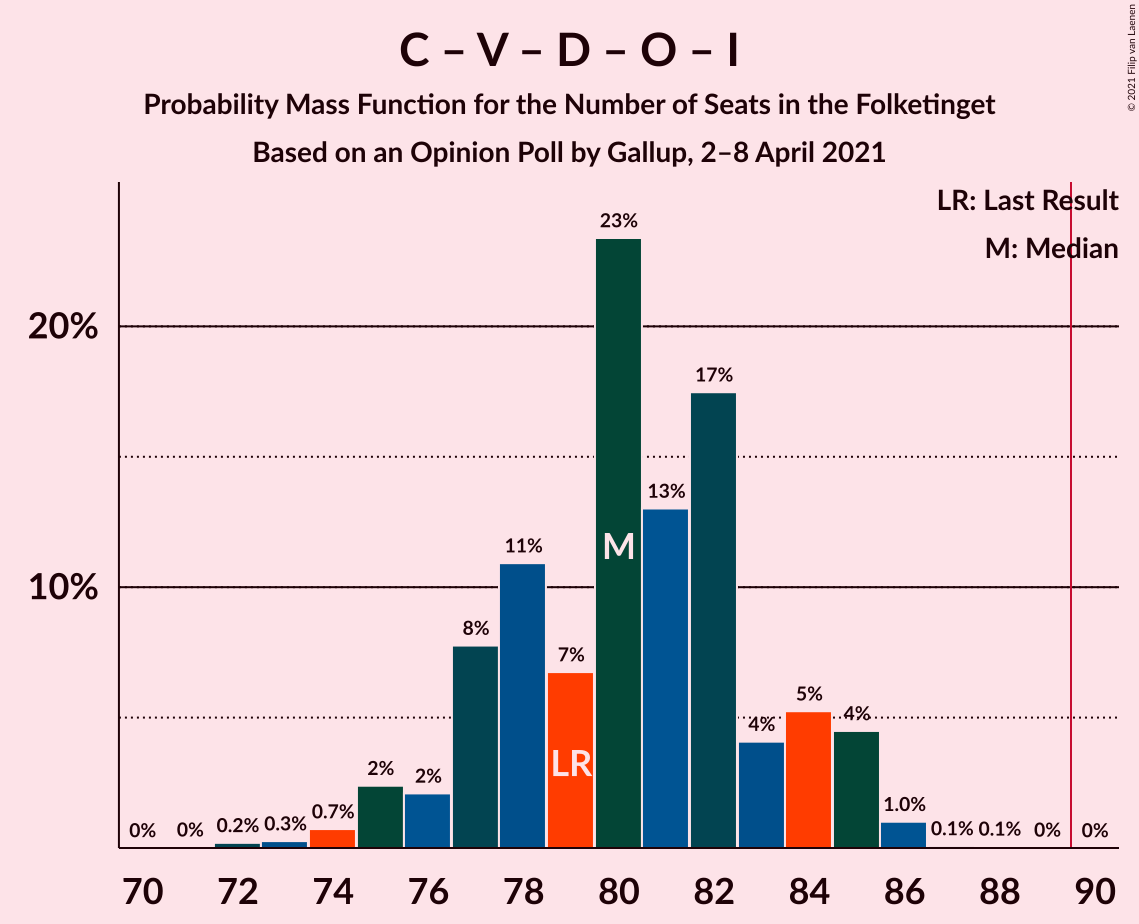 C – V – D – O – I
Probability Mass Function for the Number of Seats in the Folketinget
Based on an Opinion Poll by Gallup, 2–8 April 2021
© 2021 Filip van Laenen
LR: Last Result
M: Median
23%
20%
17%
13%
M
11%
10%
8%
7%
LR
5%
4%
4%
2%
2%
0% 0% 0.2% 0.3% 0.7% 1.0% 0.1% 0.1% 0% 0%
70 72 74 76 78 80 82 84 86 88 90